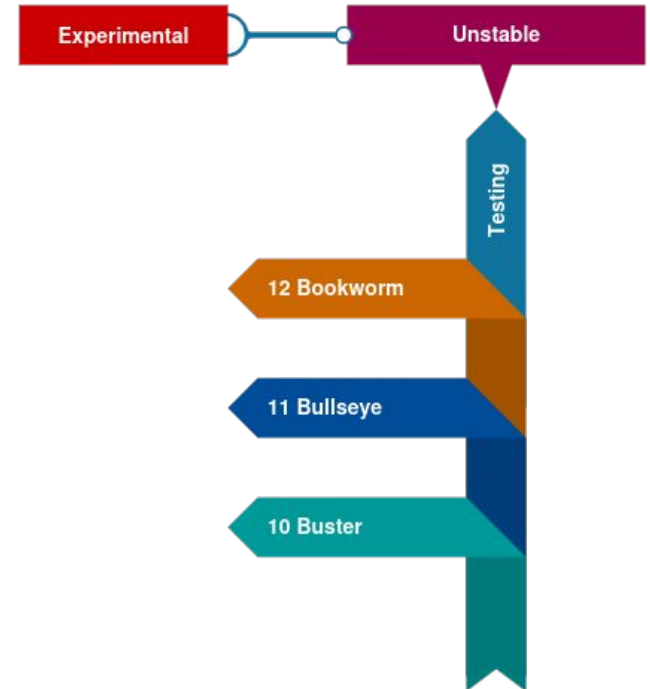 Experimental
Unstable
Testing
12 Bookworm
11 Bullseye
10 Buster